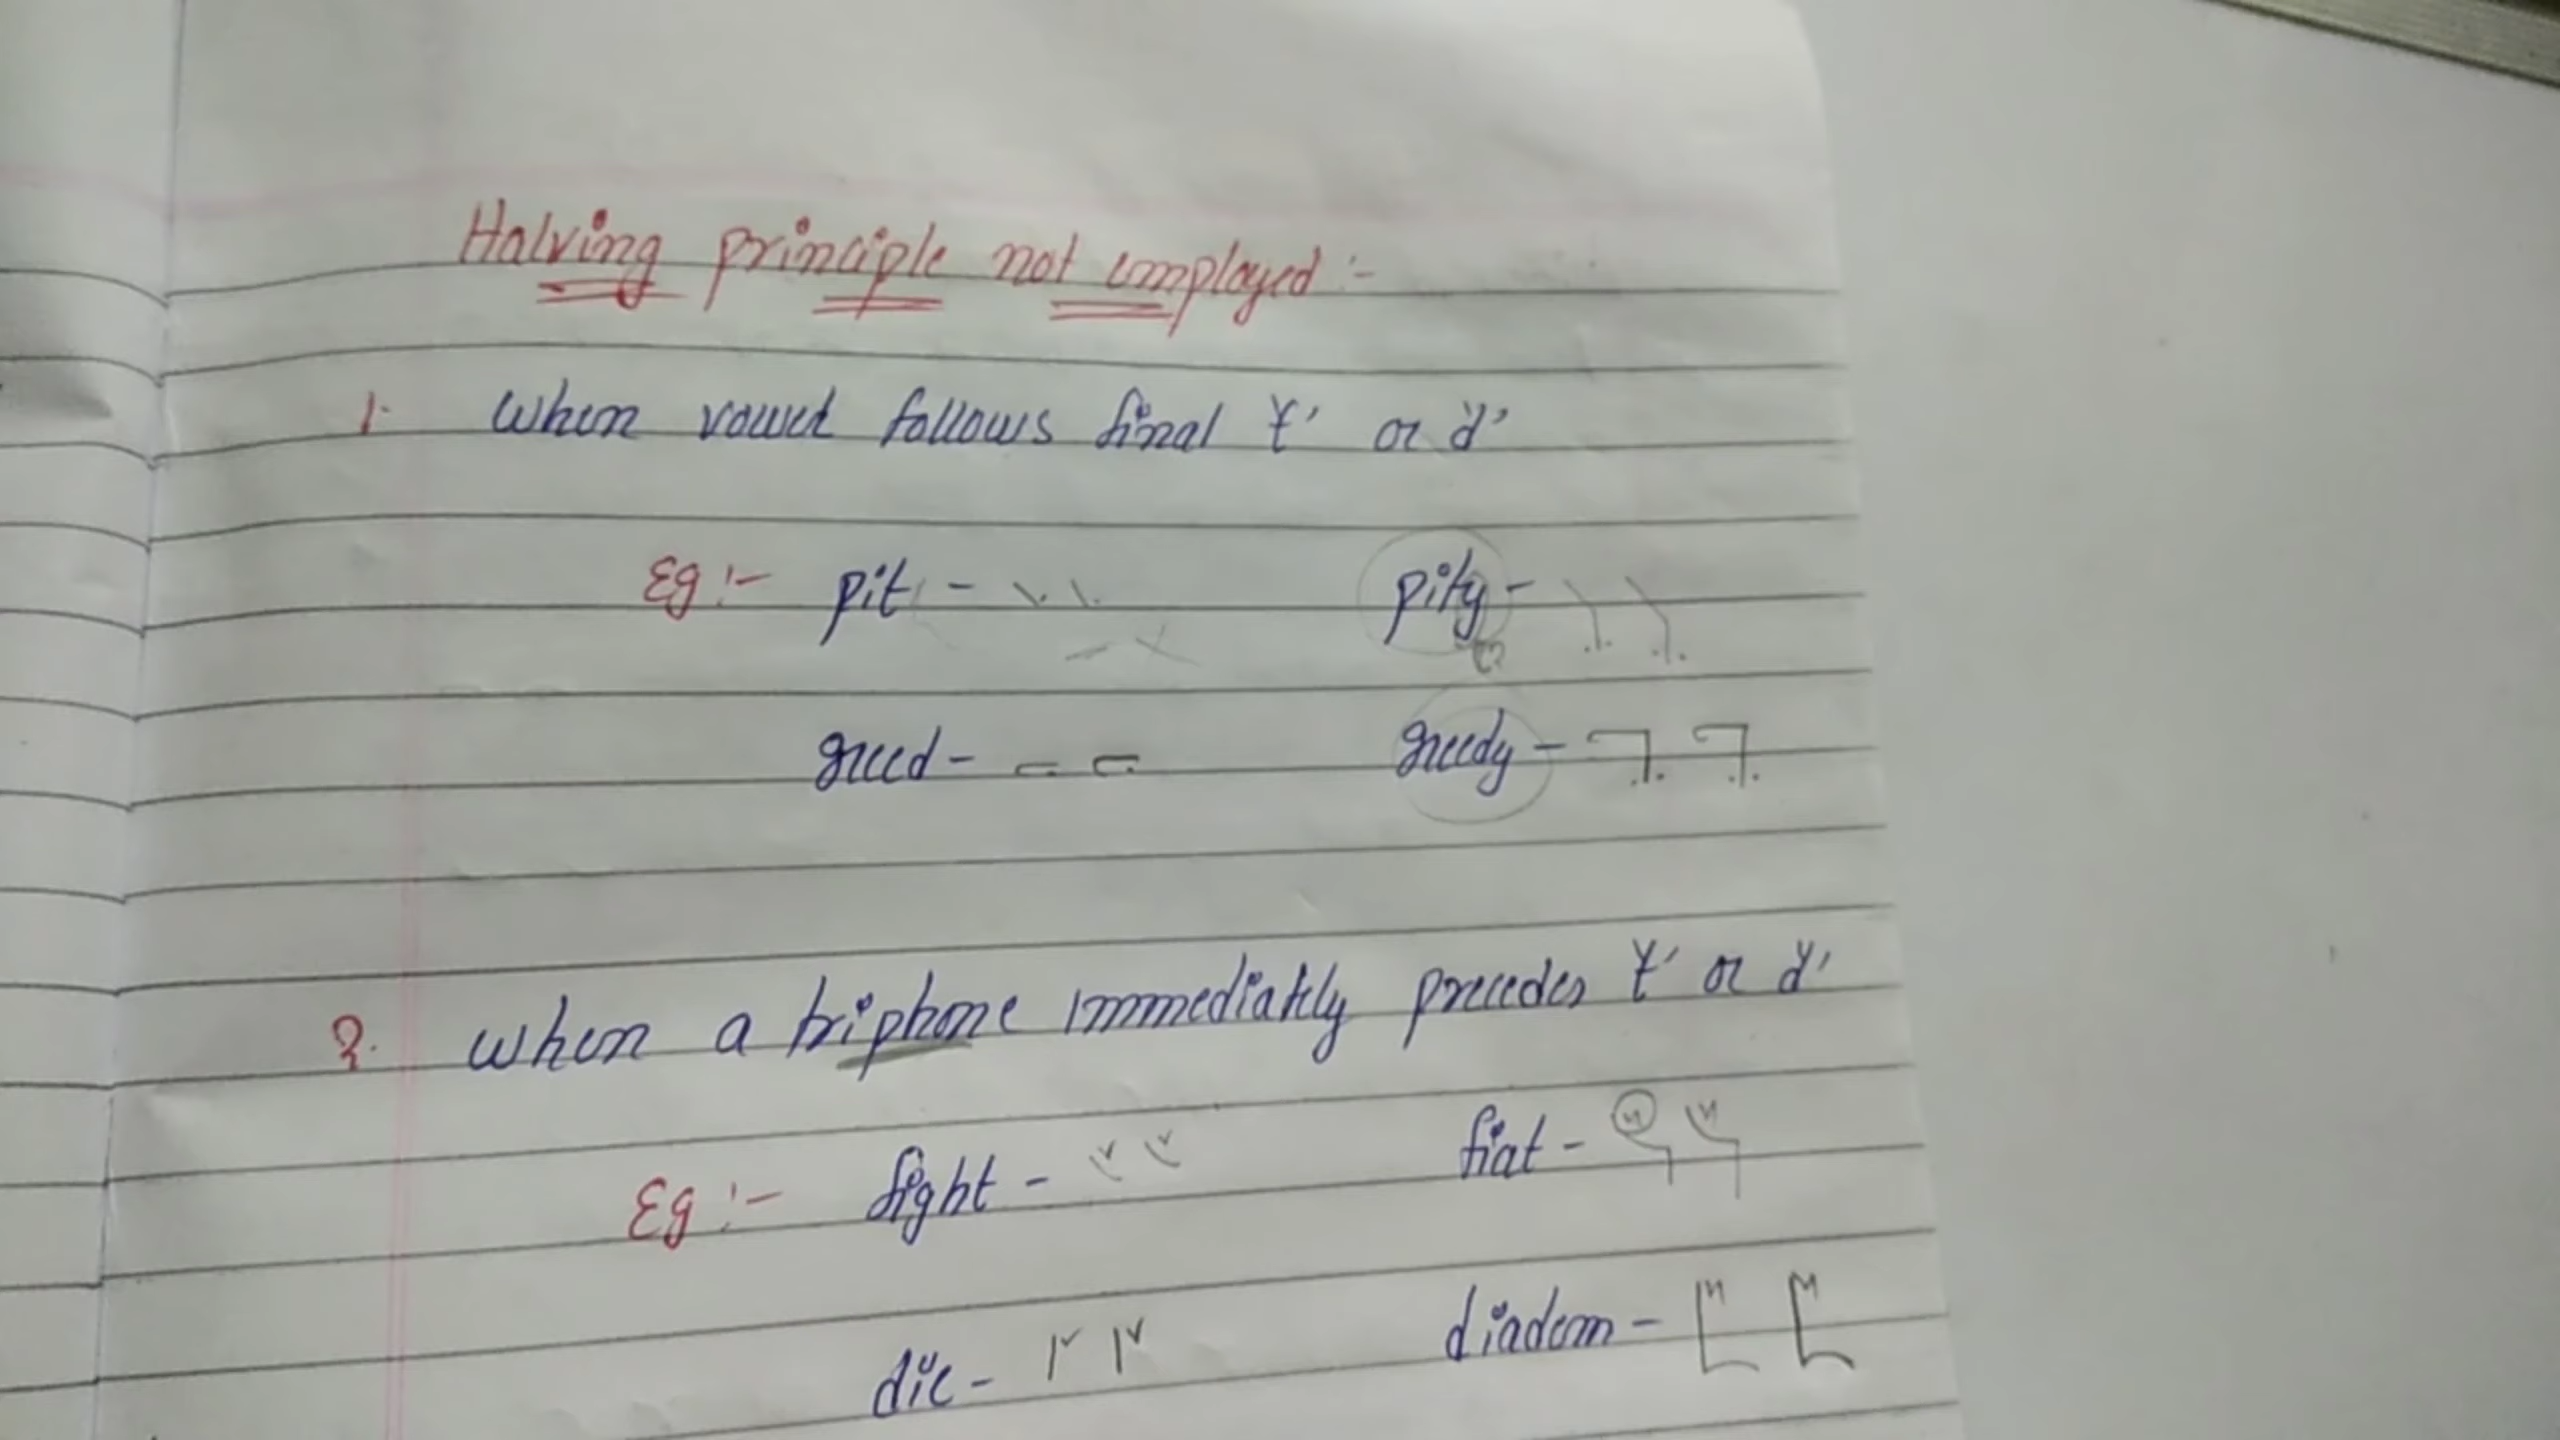 Halving principle not employed :-
1. When vowel follows final 't' or 'd'
Eg :- pit - pity -
greed - greedy -
2. When a triphone immediately precedes 't' or 'd'
Eg :- fight - fiat -
die - diadem -